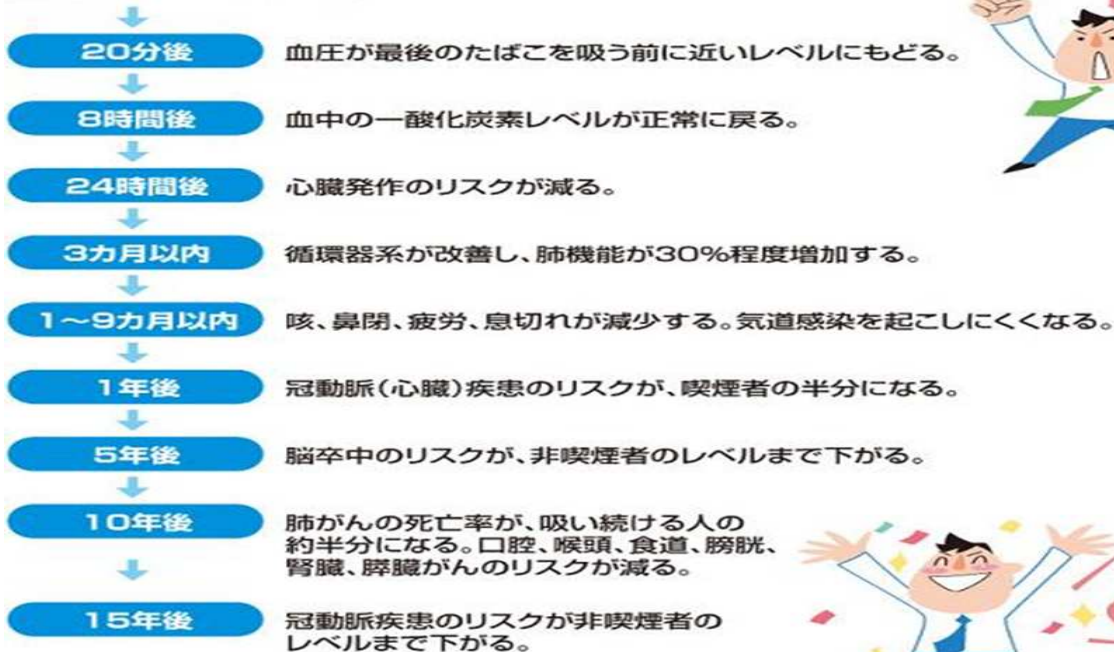 20分後 血圧が最後のたばこを吸う前に近いレベルにもどる。
8時間後 血中の一酸化炭素レベルが正常に戻る。
24時間後 心臓発作のリスクが減る。
3カ月以内 循環器系が改善し、肺機能が30%程度増加する。
1〜9カ月以内 咳、鼻閉、疲労、息切れが減少する。気道感染を起こしにくくなる。
1年後 冠動脈(心臓)疾患のリスクが、喫煙者の半分になる。
5年後 脳卒中のリスクが、非喫煙者のレベルまで下がる。
10年後 肺がんの死亡率が、吸い続ける人の
約半分になる。口腔、喉頭、食道、膀胱、
腎臓、膵臓がんのリスクが減る。
15年後 冠動脈疾患のリスクが非喫煙者の
レベルまで下がる。